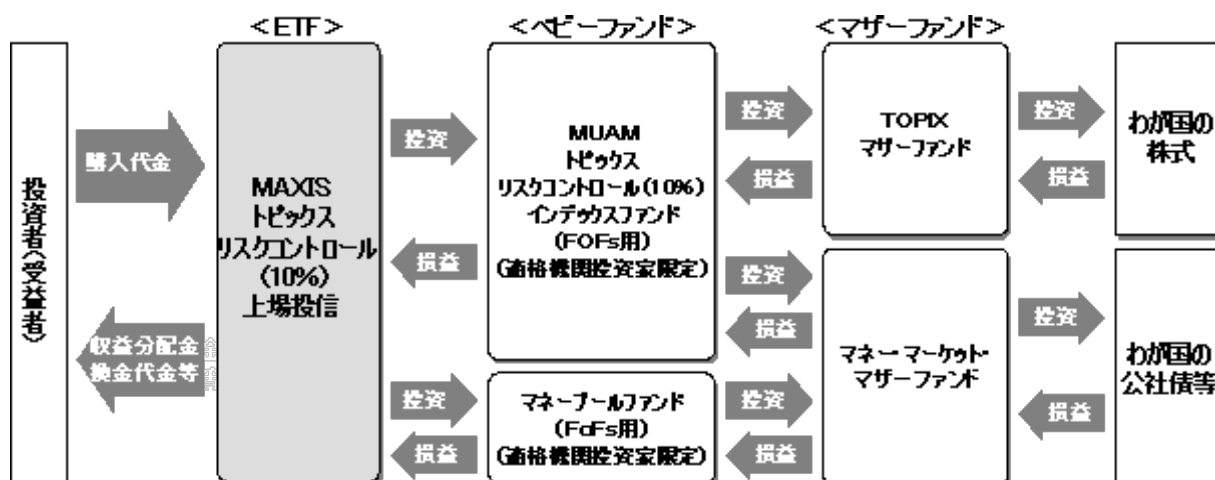 <ETF>
<ベビーファンド>
<マザーファンド>
投資者(受益者)
購入代金
収益分配金
換金代金等
MAXIS
トピックス
リスクコントロール
(10%)
上場投信
投資
損益
投資
損益
MUAM
トピックス
リスクコントロール(10%)
インデックスファンド
(FOFs用)
(適格機関投資家限定)
マネープールファンド
(FoFs用)
(適格機関投資家限定)
投資
損益
投資
損益
投資
損益
TOPIX
マザーファンド
マネーマーケット・
マザーファンド
投資
損益
投資
損益
わが国の
株式
わが国の
公社債等